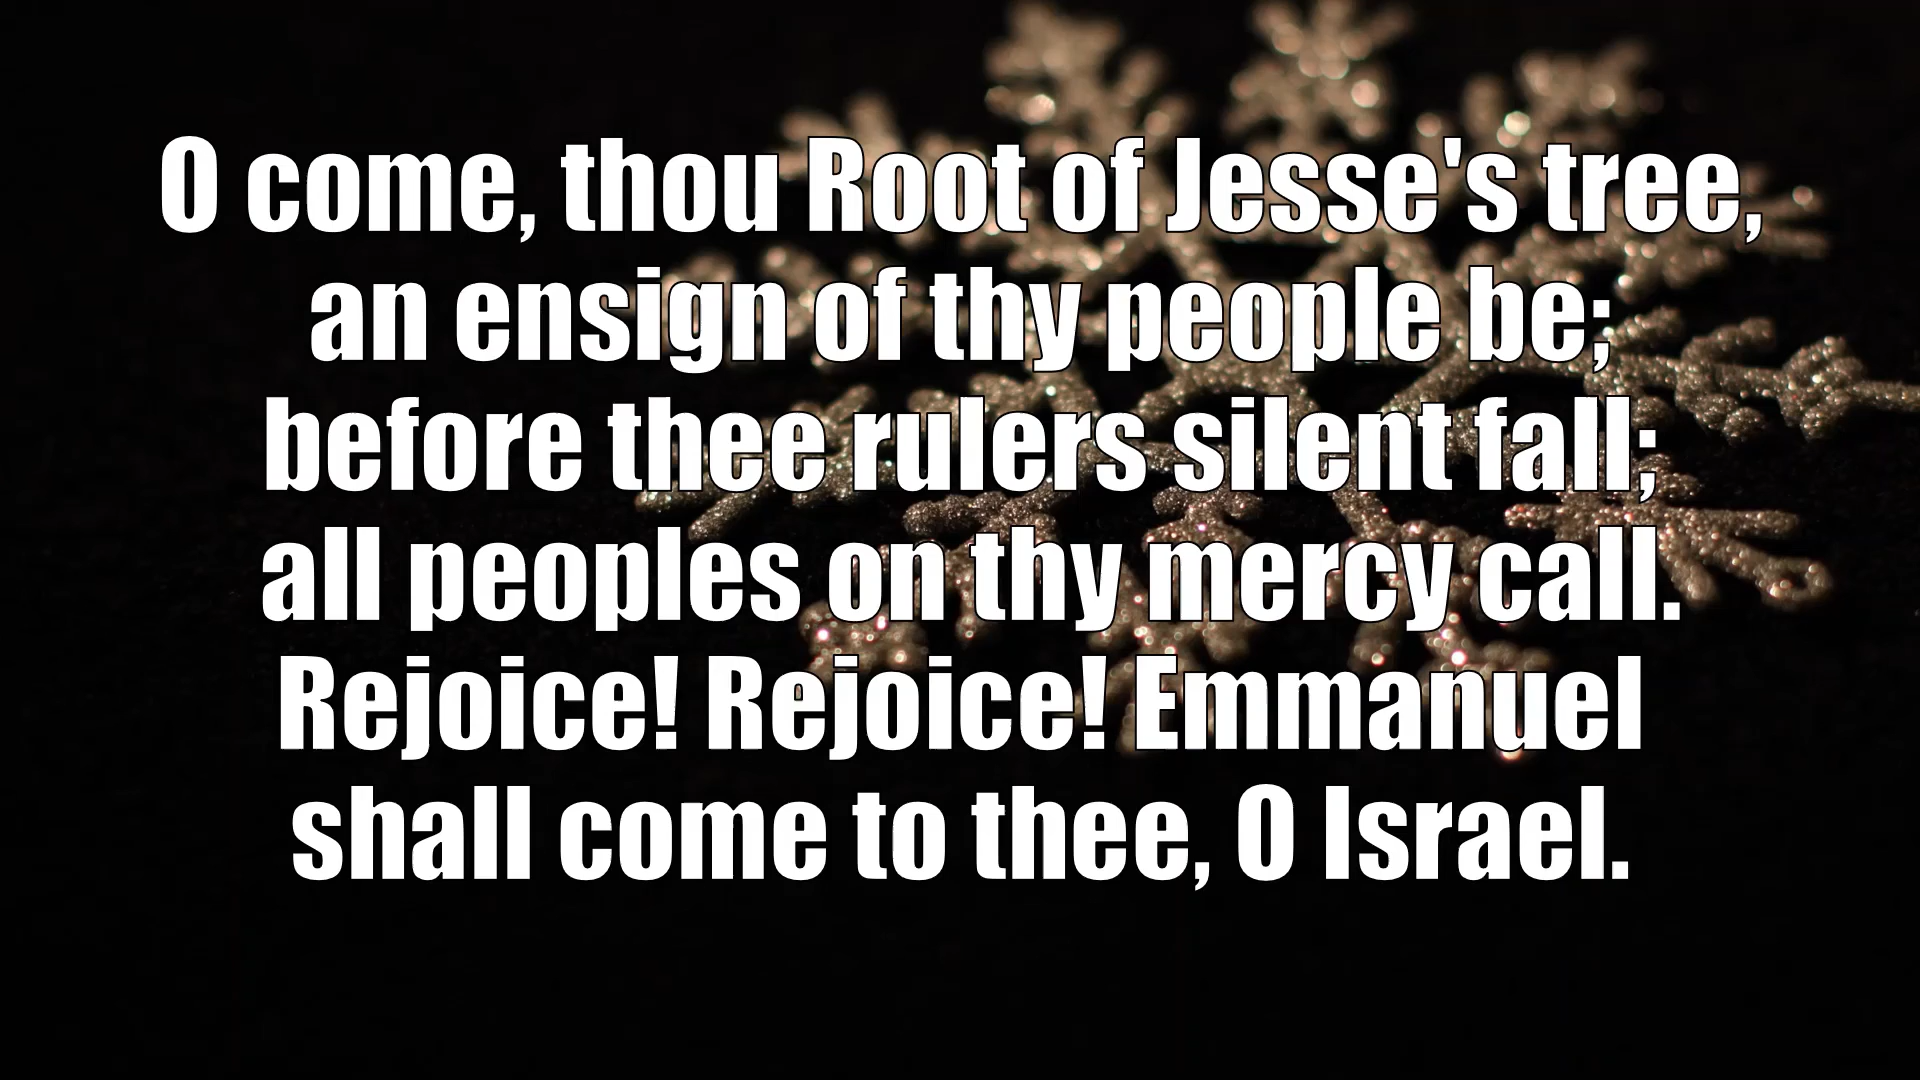 O come, thou Root of Jesse's tree,
an ensign of thy people be;
before thee rulers silent fall;
all peoples on thy mercy call.
Rejoice! Rejoice! Emmanuel
shall come to thee, O Israel.